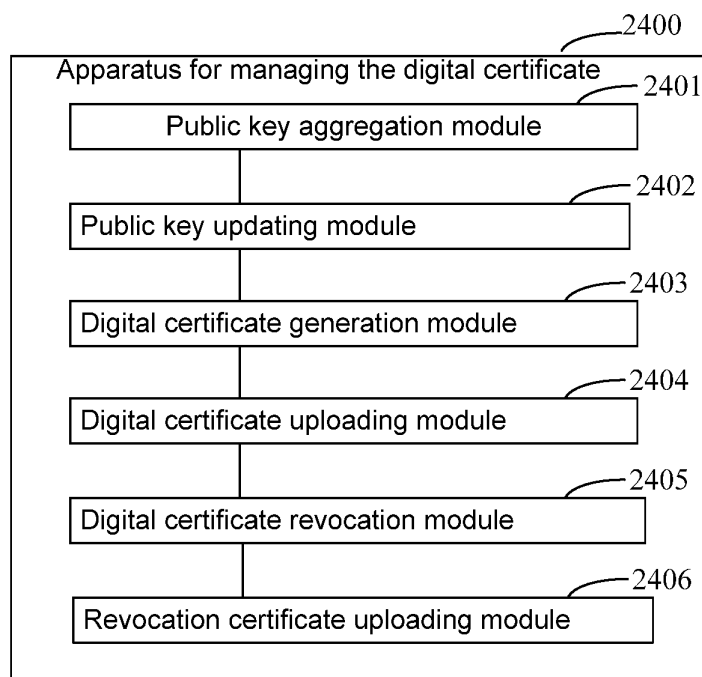 2400
Apparatus for managing the digital certificate
2401
Public key aggregation module
2402
Public key updating module
2403
Digital certificate generation module
2404
Digital certificate uploading module
2405
Digital certificate revocation module
2406
Revocation certificate uploading module